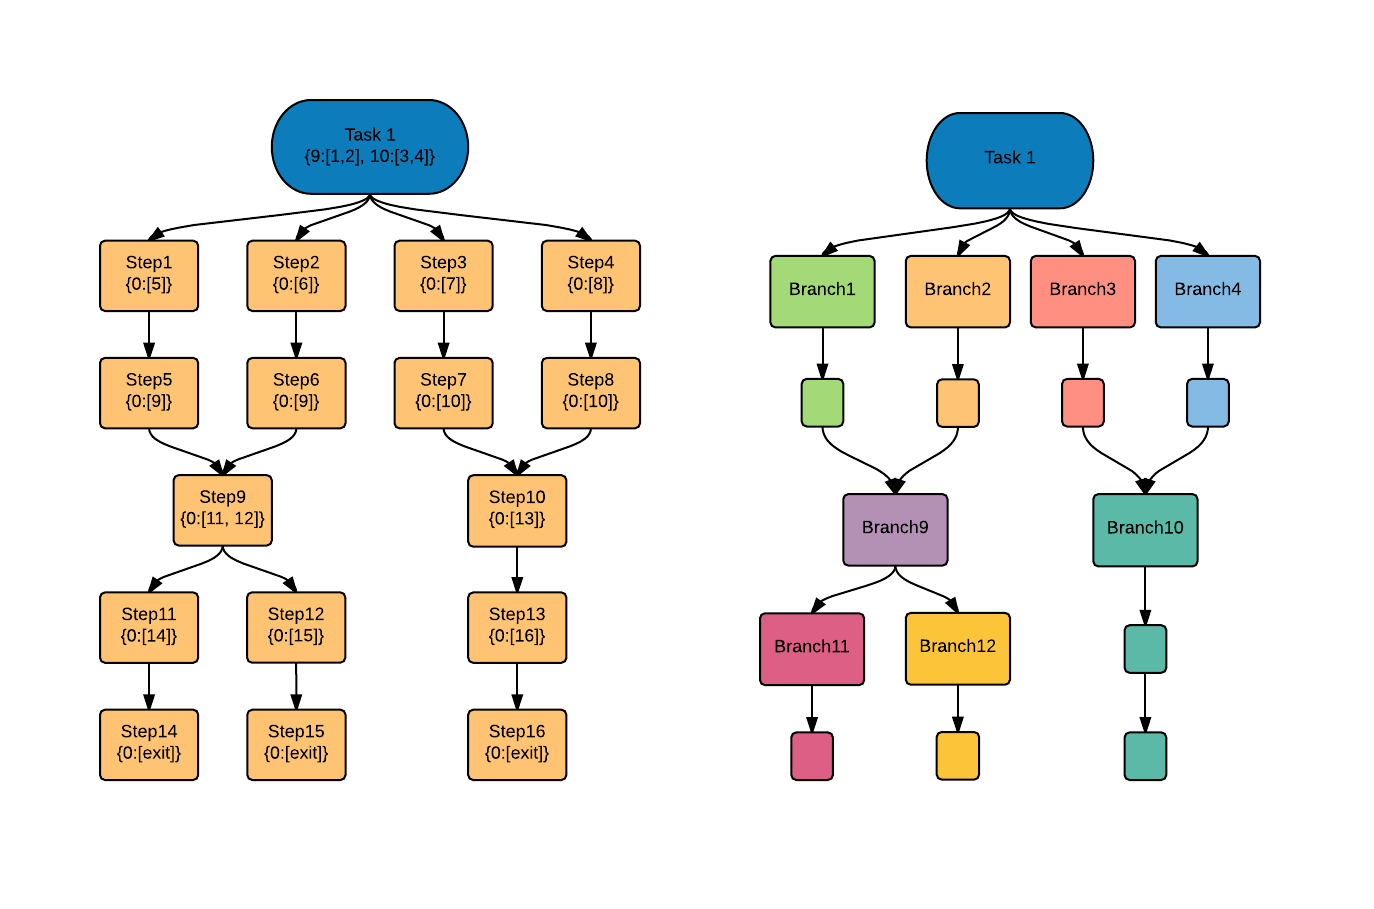 Task 1
{9:[1,2], 10:[3,4]}
Step1
{0:[5]}
Step2
{0:[6]}
Step3
{0:[7]}
Step4
{0:[8]}
Step5
{0:[9]}
Step6
{0:[9]}
Step7
{0:[10]}
Step8
{0:[10]}
Step9
{0:[11, 12]}
Step10
{0:[13]}
Step11
{0:[14]}
Step12
{0:[15]}
Step13
{0:[16]}
Step14
{0:[exit]}
Step15
{0:[exit]}
Step16
{0:[exit]}
Task 1
Branch1
Branch2
Branch3
Branch4
Branch9
Branch10
Branch11
Branch12